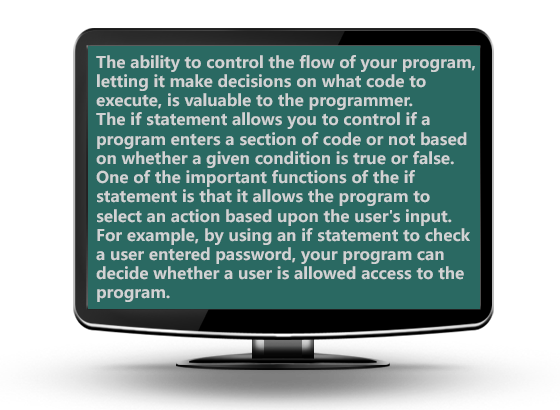 The ability to control the flow of your program,
letting it make decisions on what code to
execute, is valuable to the programmer.
The if statement allows you to control if a
program enters a section of code or not based
on whether a given condition is true or false.
One of the important functions of the if
statement is that it allows the program to
select an action based upon the user's input.
For example, by using an if statement to check
a user entered password, your program can
decide whether a user is allowed access to the
program.